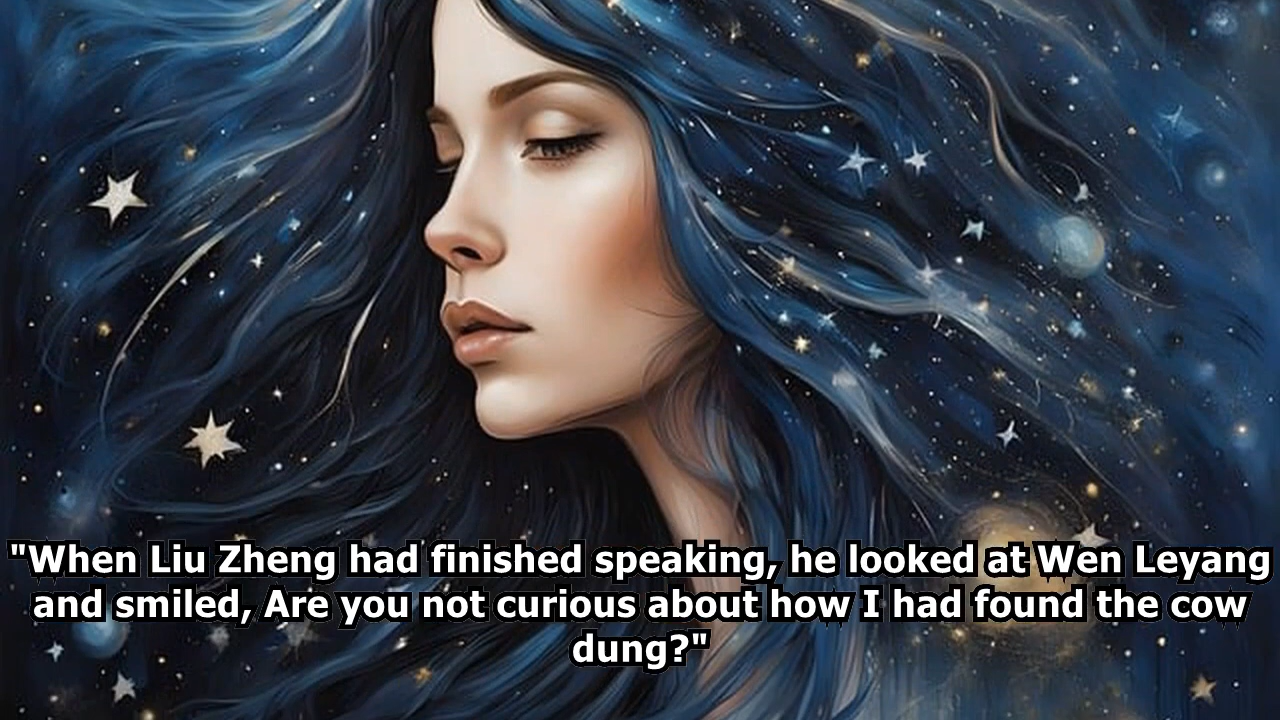 "When Liu Zheng had finished speaking, he looked at Wen Leyang
and smiled, Are you not curious about how I had found the cow
dung?"